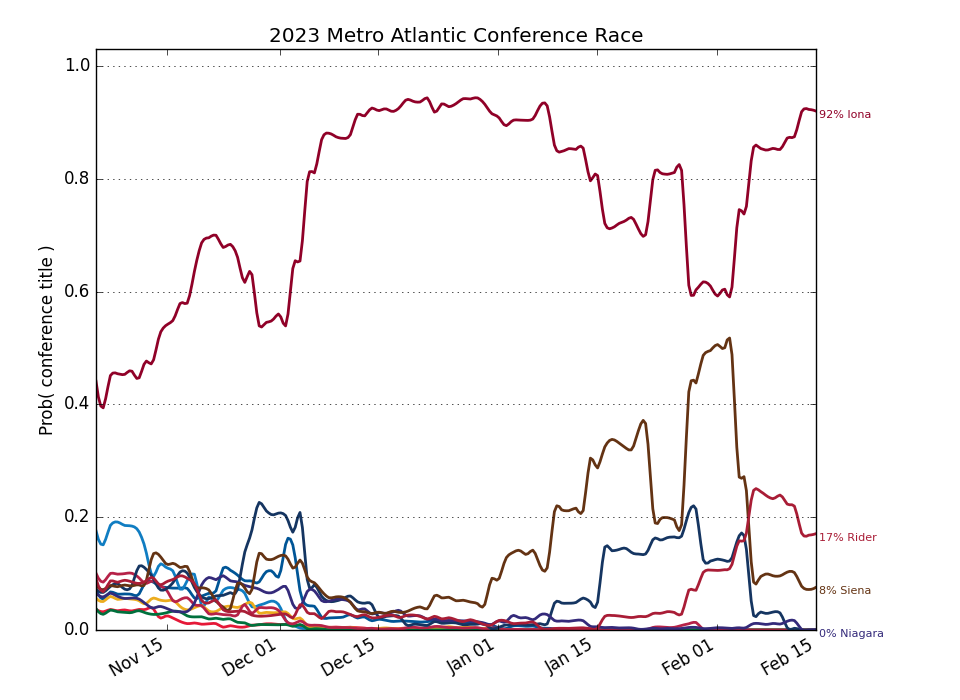 2023 Metro Atlantic Conference Race
Prob( conference title )
1.0
0.8
0.6
0.4
0.2
0.0
92% Iona
17% Rider
8% Siena
0% Niagara
Nov 15
Dec 01
Dec 15
Jan 01
Jan 15
Feb 01
Feb 15